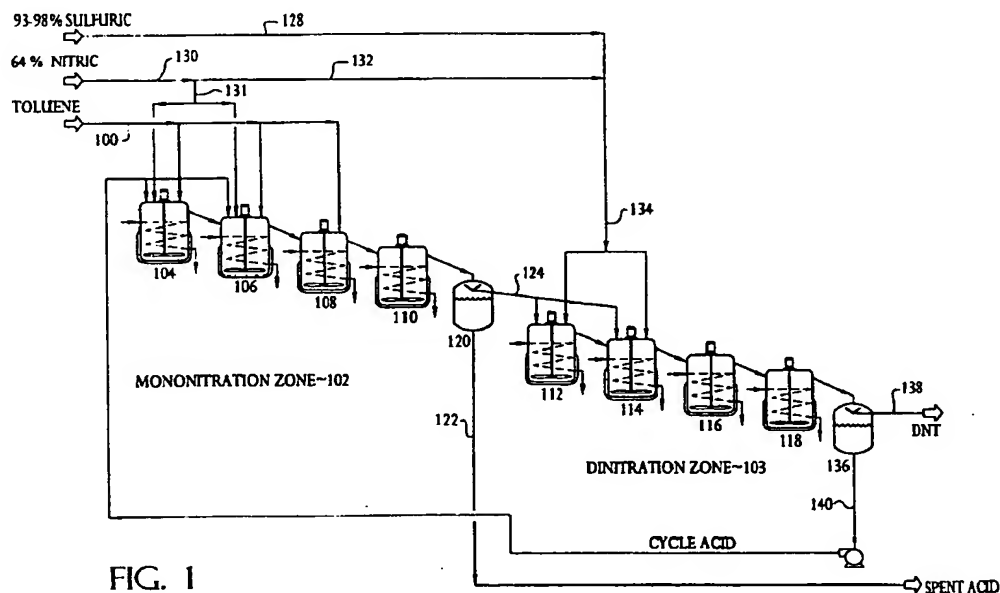 93-98% SULFURIC
128
64 % NITRIC
130
132
131
TOLUENE
100
134
104
106
108
110
124
120
112
114
116
118
138
DNT
136
MONONITRATION ZONE~102
122
DINITRATION ZONE~103
140
CYCLE ACID
FIG. 1
SPENT ACID